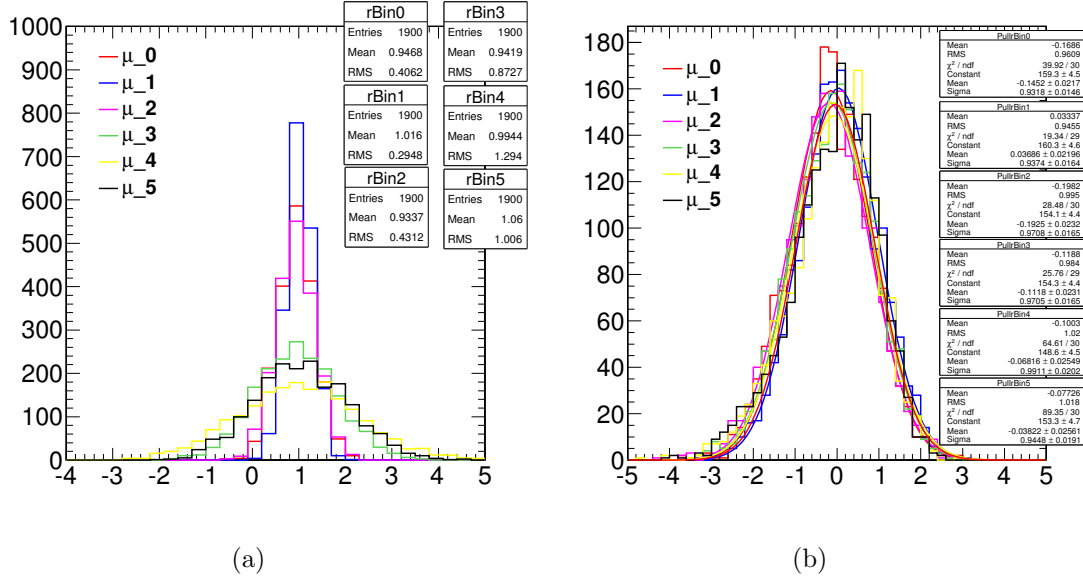 1000
900
800
700
600
500
400
300
200
100
0
-4 -3 -2 -1 0 1 2 3 4 5
μ_0
μ_1
μ_2
μ_3
μ_4
μ_5
rBin0
Entries 1900
Mean 0.9468
RMS 0.4062
rBin1
Entries 1900
Mean 1.016
RMS 0.2948
rBin2
Entries 1900
Mean 0.9337
RMS 0.4312
rBin3
Entries 1900
Mean 0.9419
RMS 0.8727
rBin4
Entries 1900
Mean 0.9944
RMS 1.294
rBin5
Entries 1900
Mean 1.06
RMS 1.006
(a)
180
160
140
120
100
80
60
40
20
0
-5 -4 -3 -2 -1 0 1 2 3 4 5
μ_0
μ_1
μ_2
μ_3
μ_4
μ_5
PullrBin0
Mean -0.1686
RMS 0.9609
χ² / ndf 39.92 / 30
Constant 159.3 ± 4.5
Mean -0.1452 ± 0.0217
Sigma 0.9318 ± 0.0146
PullrBin1
Mean 0.03337
RMS 0.9455
χ² / ndf 19.34 / 29
Constant 160.3 ± 4.6
Mean 0.03686 ± 0.02196
Sigma 0.9374 ± 0.0164
PullrBin2
Mean -0.1982
RMS 0.995
χ² / ndf 28.48 / 30
Constant 154.1 ± 4.4
Mean -0.1925 ± 0.0232
Sigma 0.9708 ± 0.0165
PullrBin3
Mean -0.1188
RMS 0.984
χ² / ndf 25.76 / 29
Constant 154.3 ± 4.4
Mean -0.1118 ± 0.0231
Sigma 0.9705 ± 0.0165
PullrBin4
Mean -0.1003
RMS 1.02
χ² / ndf 64.61 / 30
Constant 148.6 ± 4.5
Mean -0.06816 ± 0.02549
Sigma 0.9911 ± 0.0202
PullrBin5
Mean -0.07726
RMS 1.018
χ² / ndf 89.35 / 30
Constant 153.3 ± 4.7
Mean -0.03822 ± 0.02561
Sigma 0.9448 ± 0.0191
(b)